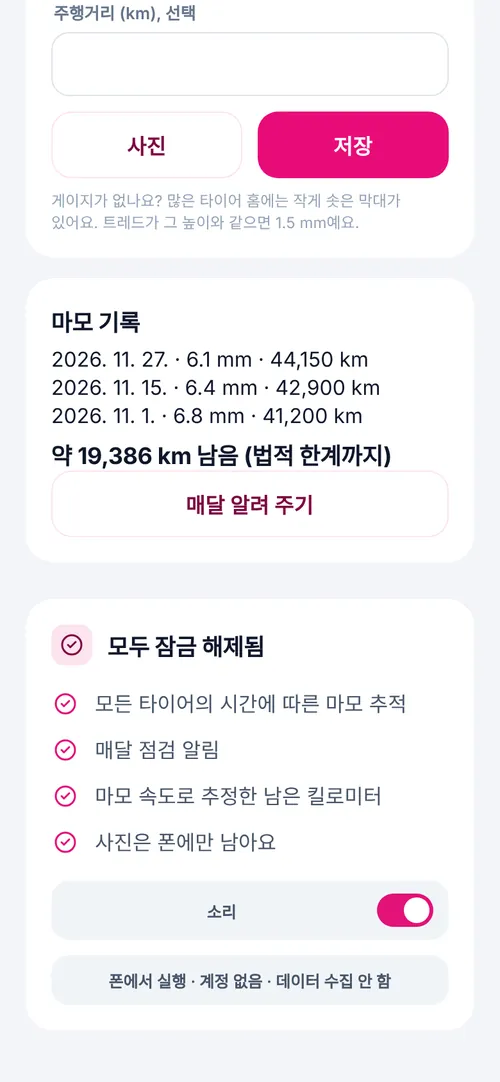 주행거리 (km), 선택
사진
저장
게이지가 없나요? 많은 타이어 홈에는 작게 솟은 막대가
있어요. 트레드가 그 높이와 같으면 1.5 mm예요.
마모 기록
2026. 11. 27. · 6.1 mm · 44,150 km
2026. 11. 15. · 6.4 mm · 42,900 km
2026. 11. 1. · 6.8 mm · 41,200 km
약 19,386 km 남음 (법적 한계까지)
매달 알려 주기
모두 잠금 해제됨
모든 타이어의 시간에 따른 마모 추적
매달 점검 알림
마모 속도로 추정한 남은 킬로미터
사진은 폰에만 남아요
소리
폰에서 실행 · 계정 없음 · 데이터 수집 안 함